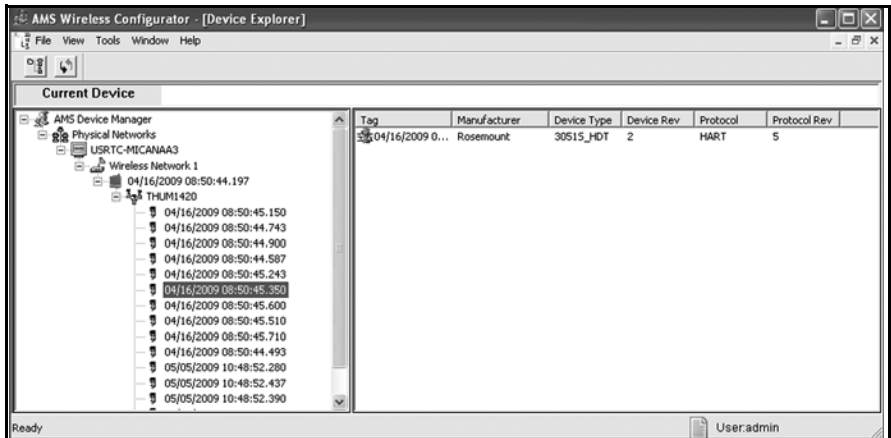 AMS Wireless Configurator - [Device Explorer]
File View Tools Window Help
Current Device
AMS Device Manager
Physical Networks
USRTC-MICANAA3
Wireless Network 1
04/16/2009 08:50:44.197
THUM1420
04/16/2009 08:50:45.150
04/16/2009 08:50:44.743
04/16/2009 08:50:44.900
04/16/2009 08:50:44.587
04/16/2009 08:50:45.243
04/16/2009 08:50:45.350
04/16/2009 08:50:45.600
04/16/2009 08:50:45.510
04/16/2009 08:50:45.710
04/16/2009 08:50:44.493
05/05/2009 10:48:52.280
05/05/2009 10:48:52.437
05/05/2009 10:48:52.390
Tag Manufacturer Device Type Device Rev Protocol Protocol Rev
04/16/2009 0... Rosemount 3051S_HDT 2 HART 5
Ready User:admin